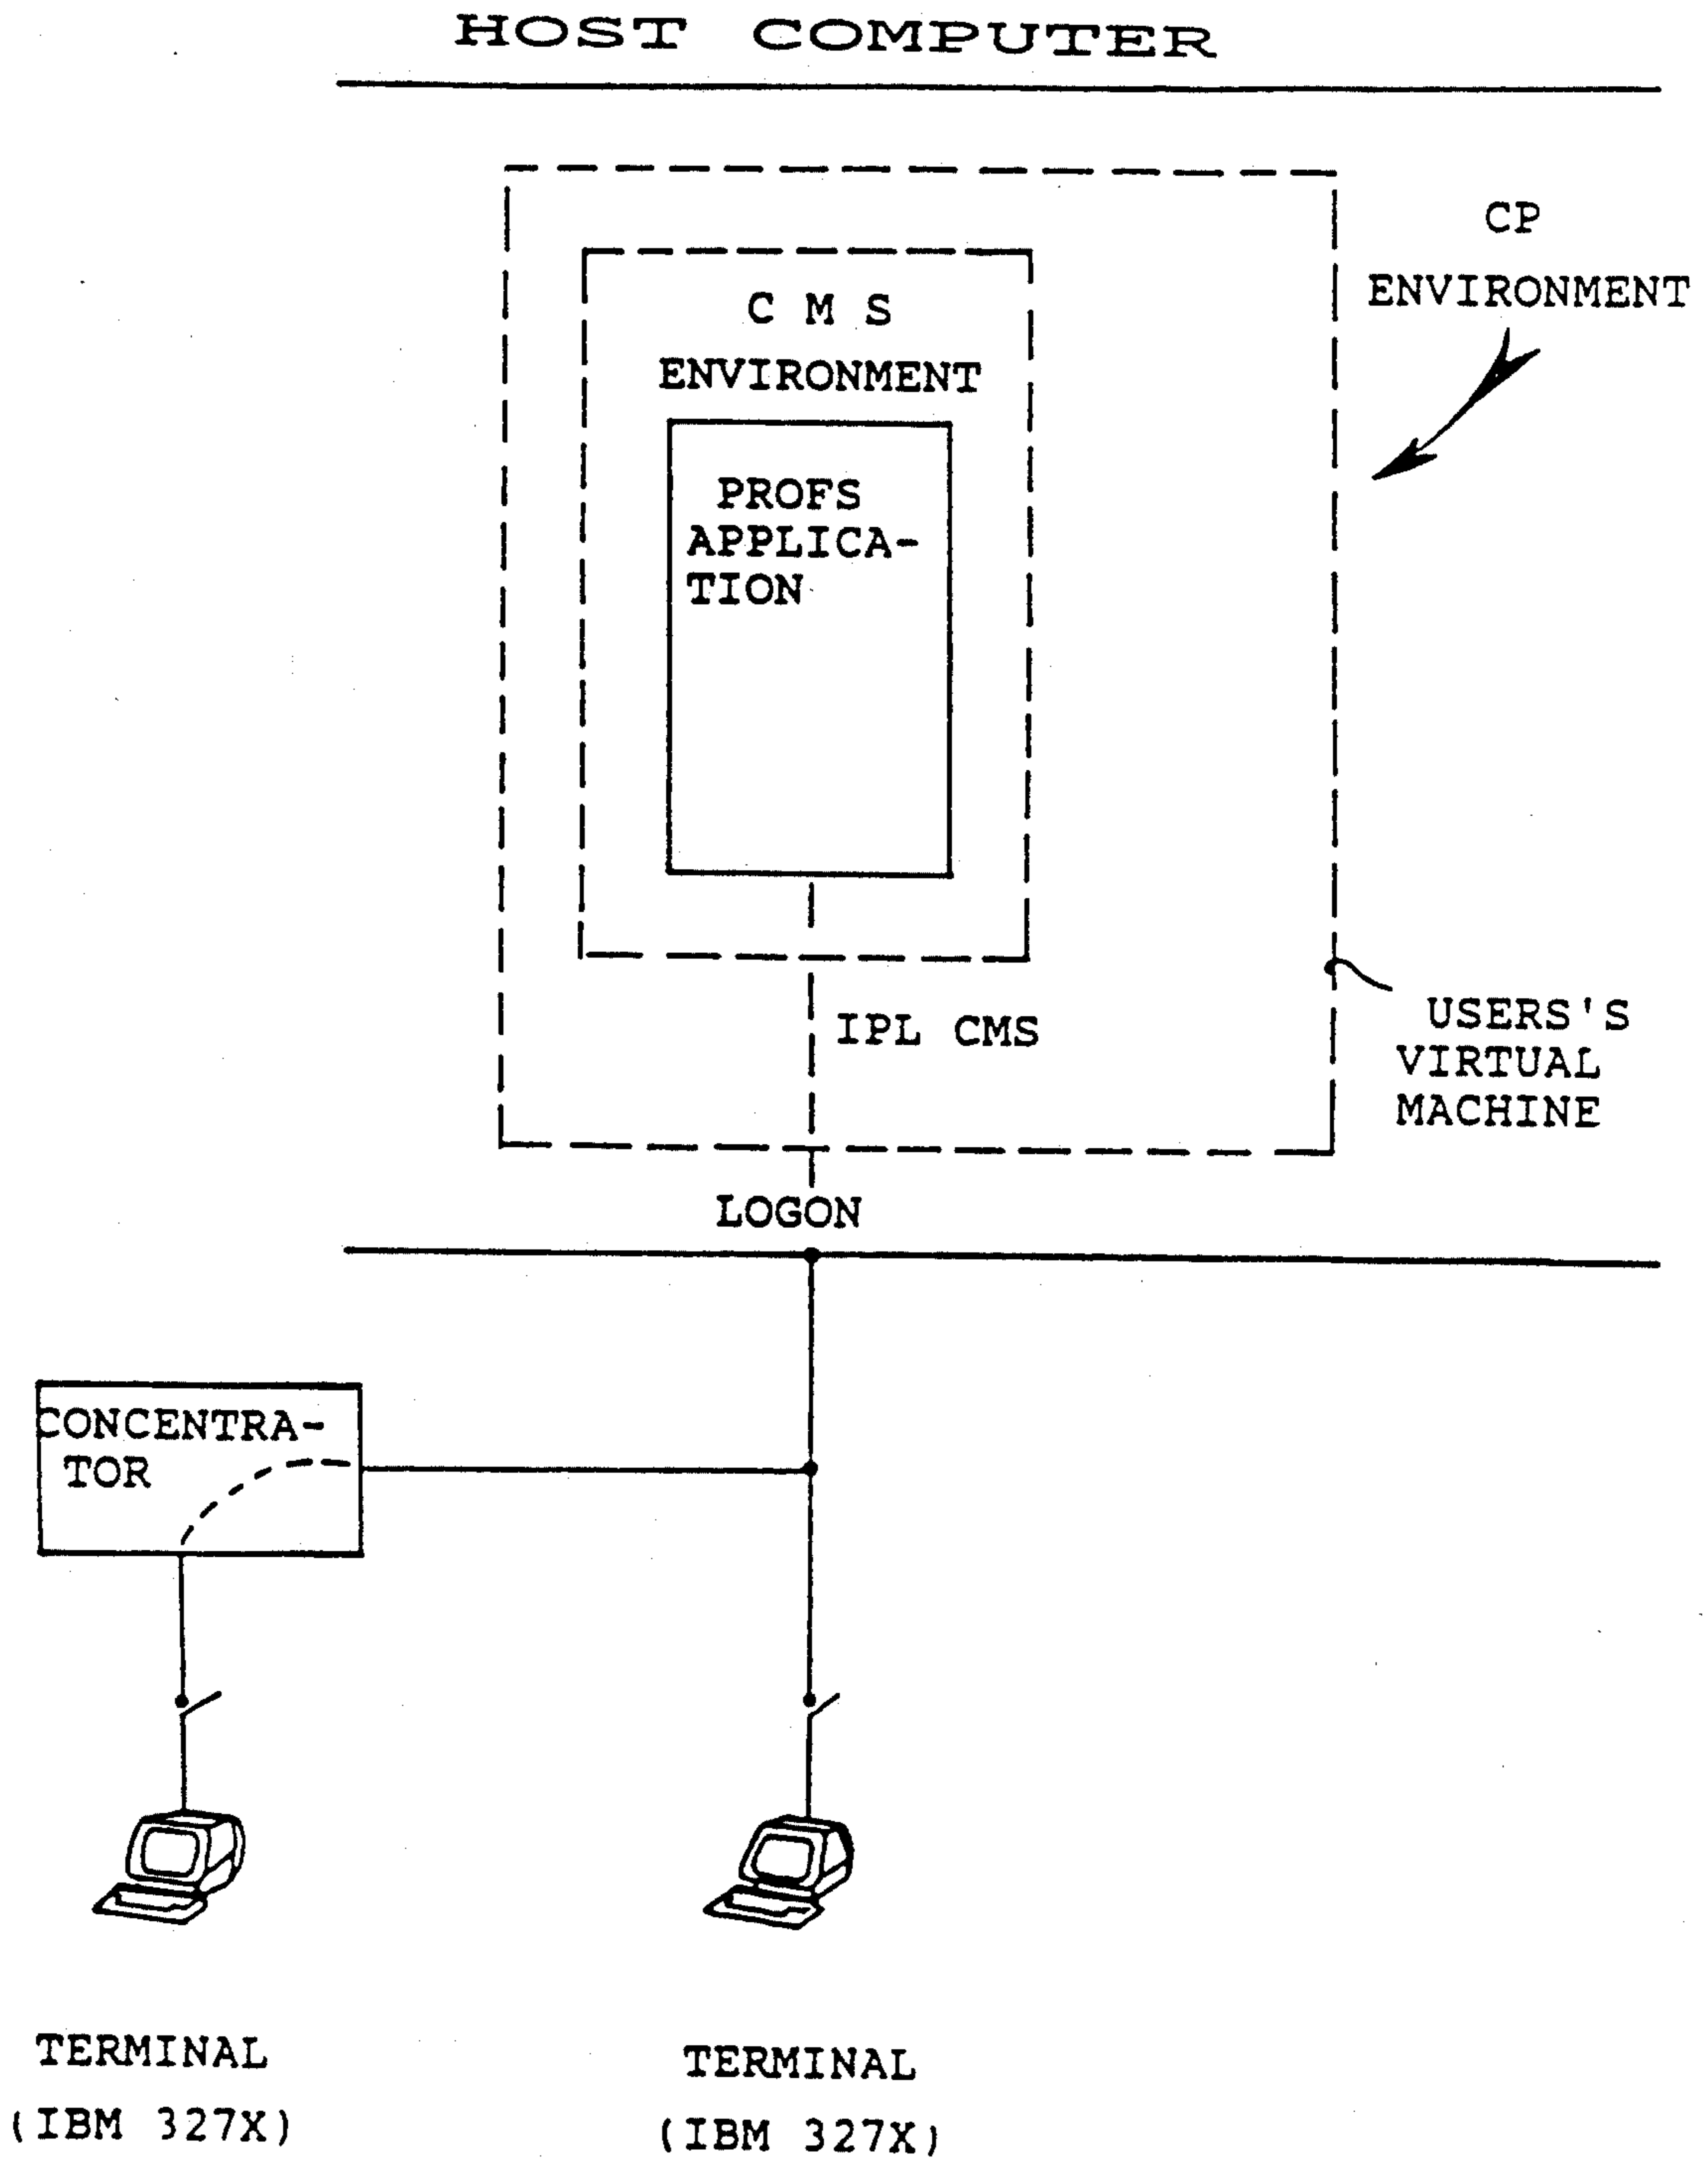 HOST COMPUTER
CP
ENVIRONMENT
C M S
ENVIRONMENT
PROFS
APPLICA-
TION
IPL CMS
USERS'S
VIRTUAL
MACHINE
LOGON
CONCENTRA-
TOR
TERMINAL
(IBM 327X)
TERMINAL
(IBM 327X)